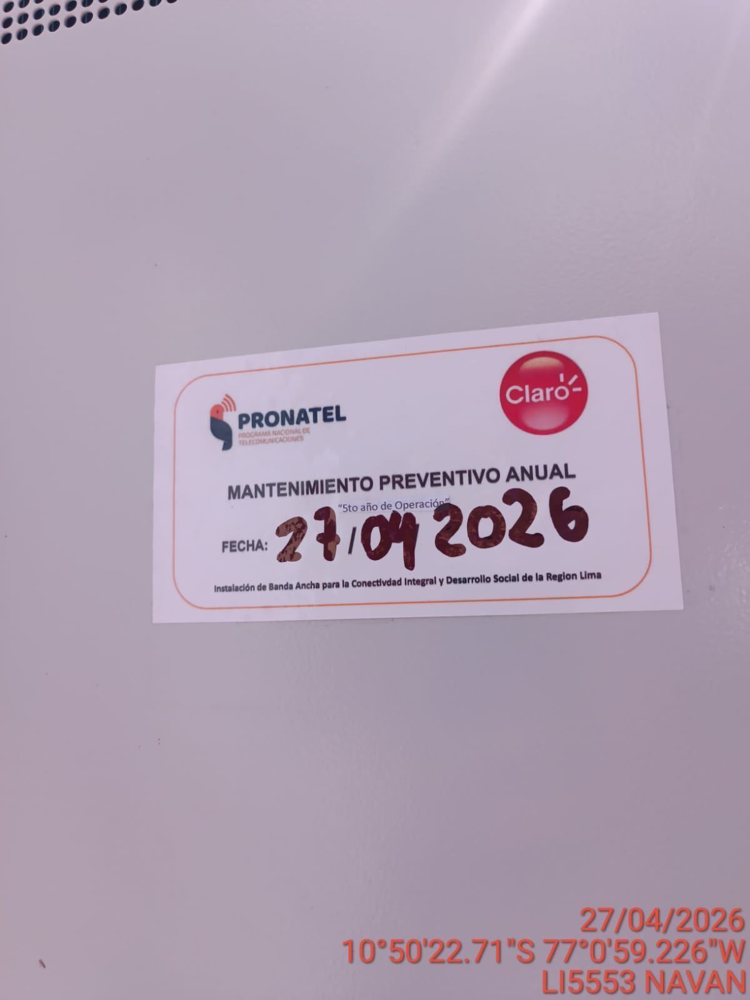 PRONATEL
PROGRAMA NACIONAL DE
TELECOMUNICACIONES
Claro
MANTENIMIENTO PREVENTIVO ANUAL
“5to año de Operación”
FECHA: 27/04/2026
Instalación de Banda Ancha para la Conectivdad Integral y Desarrollo Social de la Region Lima
27/04/2026
10°50'22.71"S 77°0'59.226"W
LI5553 NAVAN